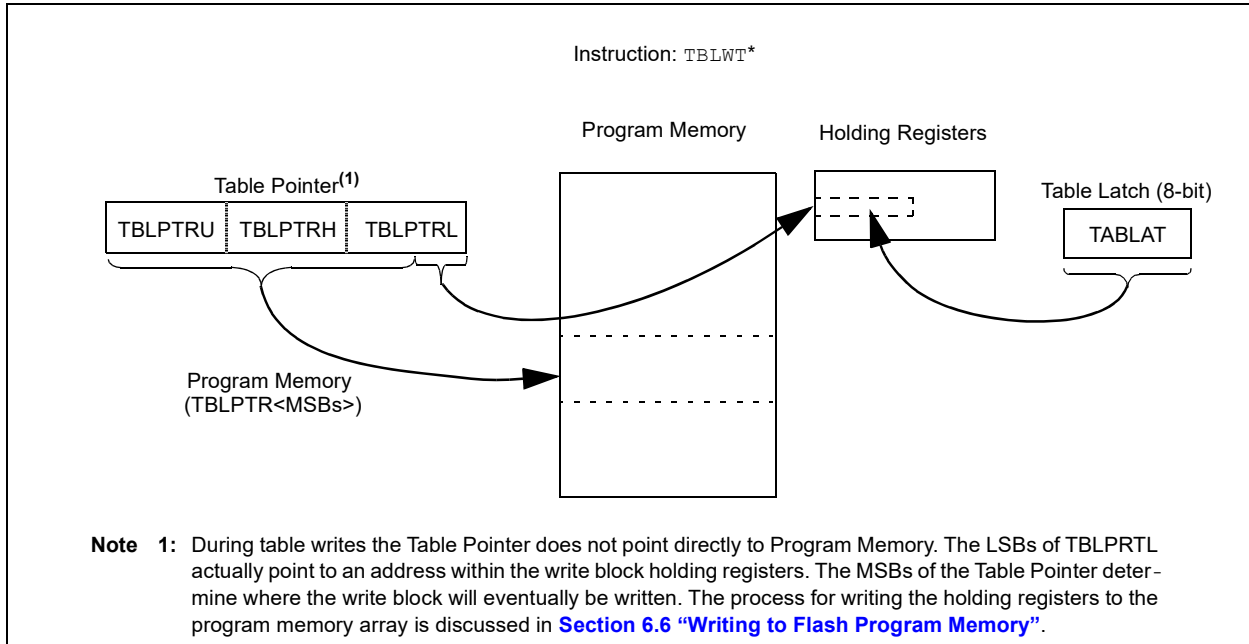 Instruction: TBLWT*
Program Memory
Holding Registers
Table Pointer(1)
Table Latch (8-bit)
TBLPTRU
TBLPTRH
TBLPTRL
TABLAT
Program Memory
(TBLPTR<MSBs>)
Note 1: During table writes the Table Pointer does not point directly to Program Memory. The LSBs of TBLPRTL
actually point to an address within the write block holding registers. The MSBs of the Table Pointer deter-
mine where the write block will eventually be written. The process for writing the holding registers to the
program memory array is discussed in Section 6.6 “Writing to Flash Program Memory”.